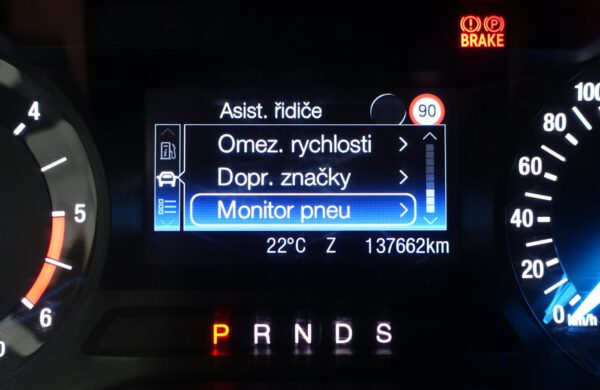 BRAKE
Asist. řidiče 90
Omez. rychlosti
Dopr. značky
Monitor pneu
22°C Z 137662km
P R N D S
4
5
6
100
80
60
40
20
0
km/h